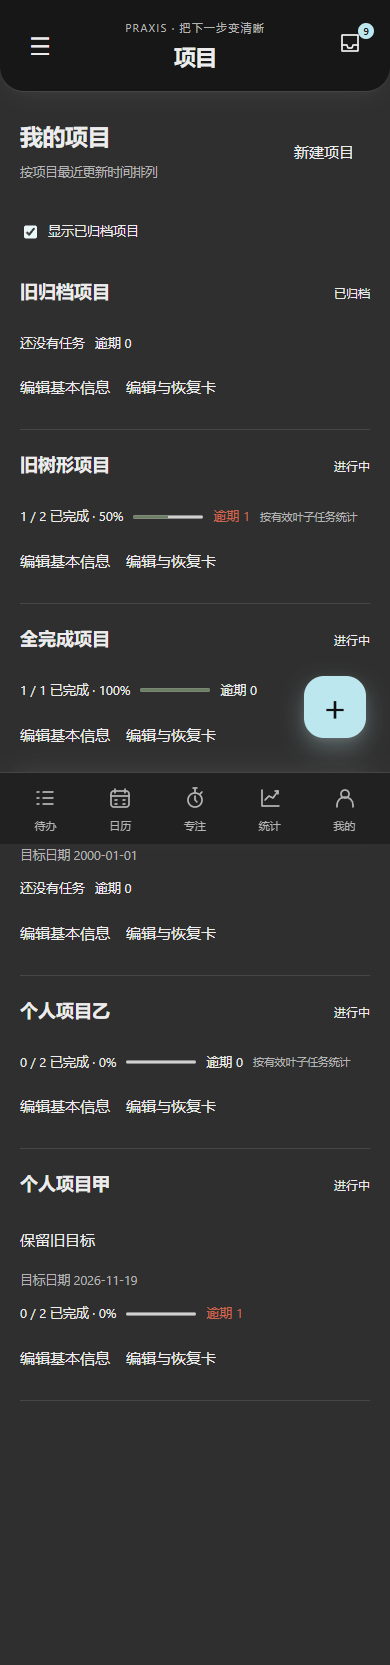 PRAXIS · 把下一步变清晰
项目
9
我的项目
按项目最近更新时间排列
新建项目
显示已归档项目
旧归档项目 已归档
还没有任务 逾期 0
编辑基本信息 编辑与恢复卡
旧树形项目 进行中
1 / 2 已完成 · 50% 逾期 1 按有效叶子任务统计
编辑基本信息 编辑与恢复卡
全完成项目 进行中
1 / 1 已完成 · 100% 逾期 0
编辑基本信息 编辑与恢复卡
待办 日历 专注 统计 我的
目标日期 2000-01-01
还没有任务 逾期 0
编辑基本信息 编辑与恢复卡
个人项目乙 进行中
0 / 2 已完成 · 0% 逾期 0 按有效叶子任务统计
编辑基本信息 编辑与恢复卡
个人项目甲 进行中
保留旧目标
目标日期 2026-11-19
0 / 2 已完成 · 0% 逾期 1
编辑基本信息 编辑与恢复卡